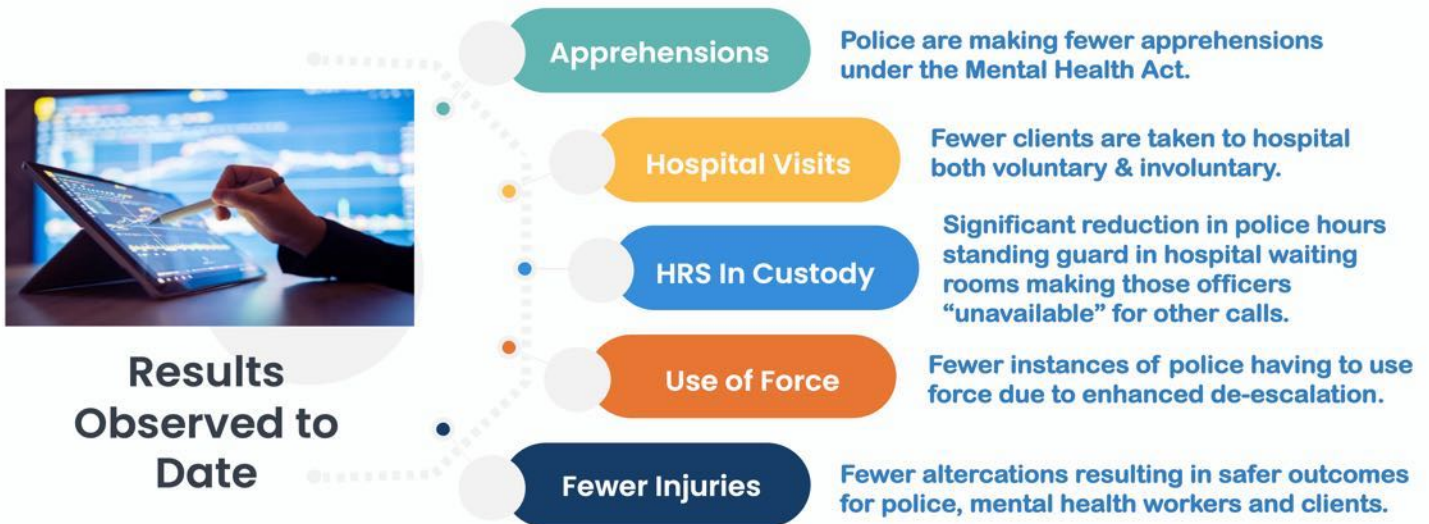 Results
Observed to
Date
Apprehensions
Police are making fewer apprehensions
under the Mental Health Act.
Hospital Visits
Fewer clients are taken to hospital
both voluntary & involuntary.
HRS In Custody
Significant reduction in police hours
standing guard in hospital waiting
rooms making those officers
“unavailable” for other calls.
Use of Force
Fewer instances of police having to use
force due to enhanced de-escalation.
Fewer Injuries
Fewer altercations resulting in safer outcomes
for police, mental health workers and clients.